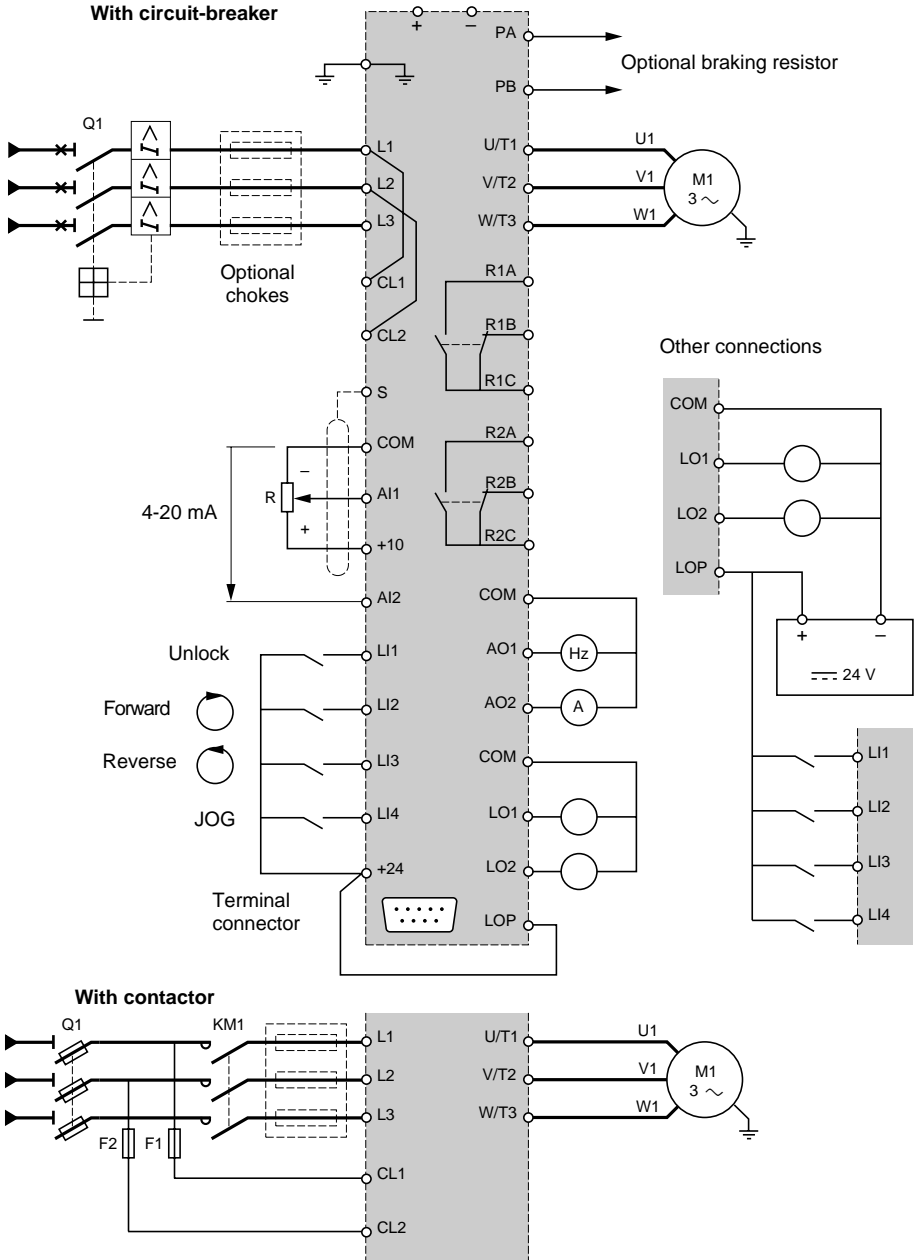 With circuit-breaker
+ −
PA
Optional braking resistor
PB
Q1
L1
U/T1
U1
L2
V/T2
V1
M1
3 ~
L3
W/T3
W1
Optional
chokes
CL1
R1A
CL2
R1B
R1C
S
COM
−
R
AI1
4-20 mA
+
+10
AI2
R2A
R2B
R2C
Unlock
LI1
Forward
LI2
Reverse
LI3
JOG
LI4
+24
Terminal
connector
COM
AO1
Hz
AO2
A
COM
LO1
LO2
LOP
Other connections
COM
LO1
LO2
LOP
+ −
24 V
LI1
LI2
LI3
LI4
With contactor
Q1
KM1
L1
U/T1
U1
L2
V/T2
V1
M1
3 ~
L3
W/T3
W1
F2
F1
CL1
CL2